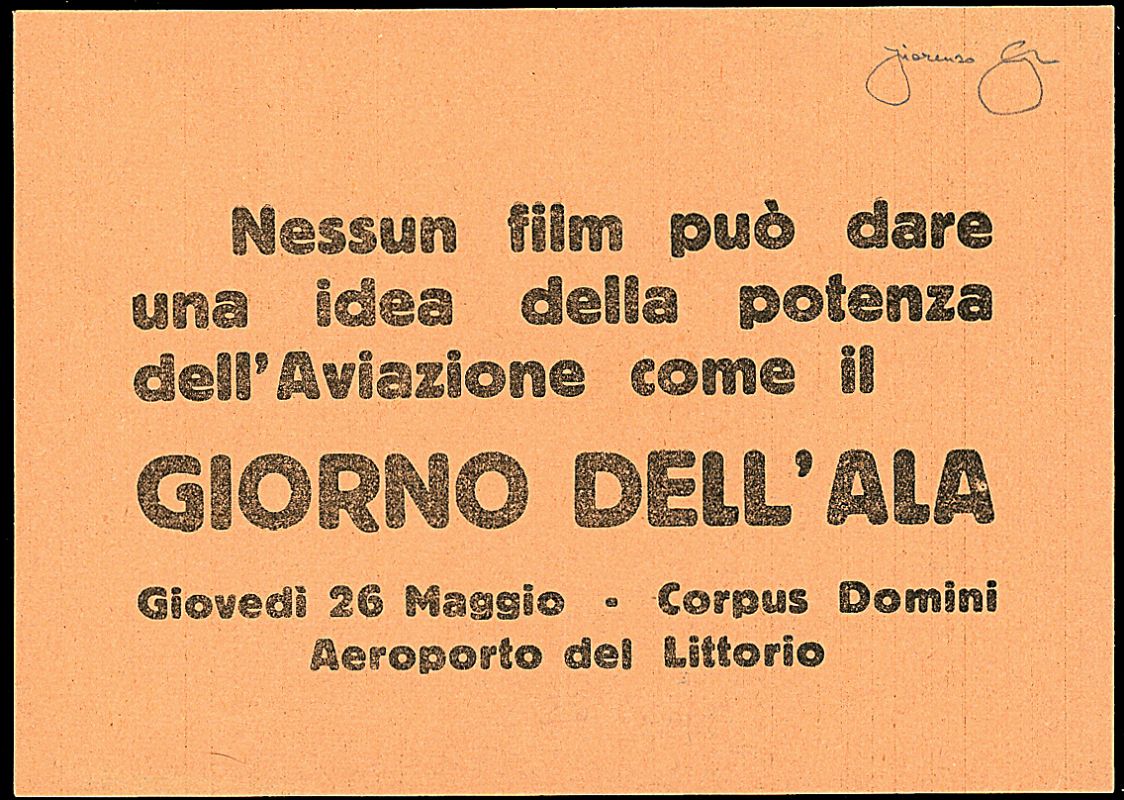 Fiorenzo
Nessun film può dare
una idea della potenza
dell'Aviazione come il
GIORNO DELL'ALA
Giovedì 26 Maggio - Corpus Domini
Aeroporto del Littorio